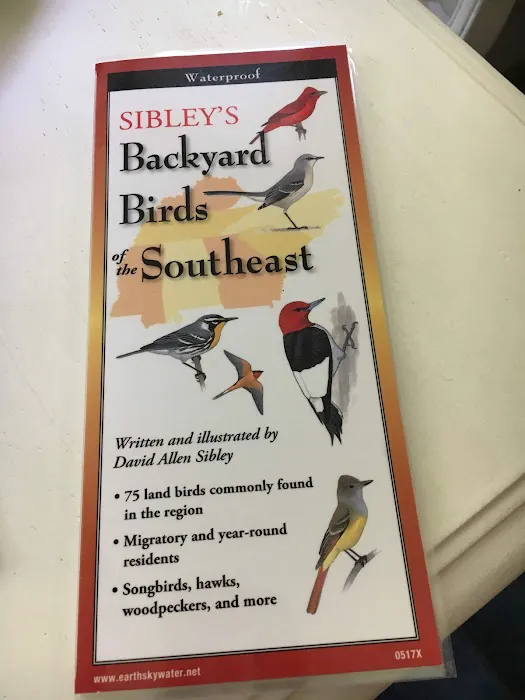 Waterproof
SIBLEY'S
Backyard
Birds
of the Southeast
Written and illustrated by
David Allen Sibley
• 75 land birds commonly found
in the region
• Migratory and year-round
residents
• Songbirds, hawks,
woodpeckers, and more
www.earthskywater.net
0517X